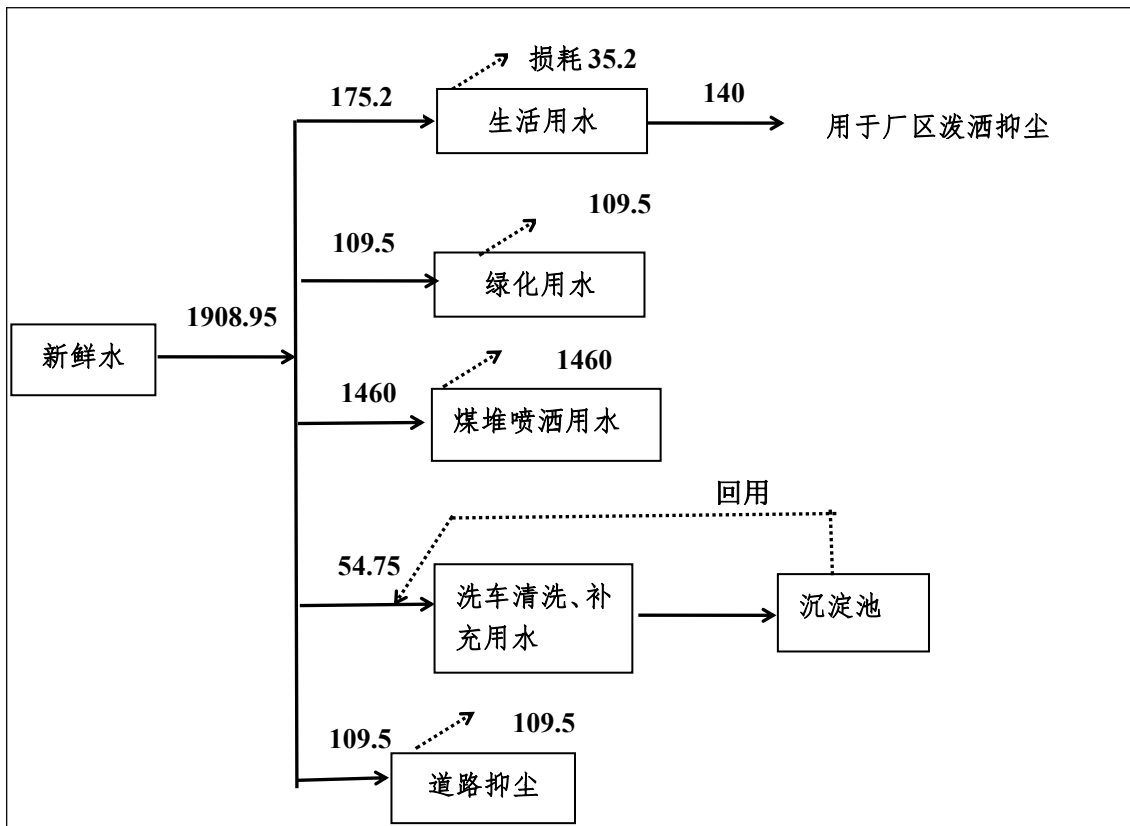 损耗 35.2
175.2
生活用水
140
用于厂区泼洒抑尘
109.5
109.5
绿化用水
1908.95
新鲜水
1460
1460
煤堆喷洒用水
回用
54.75
洗车清洗、补
充用水
沉淀池
109.5
109.5
道路抑尘